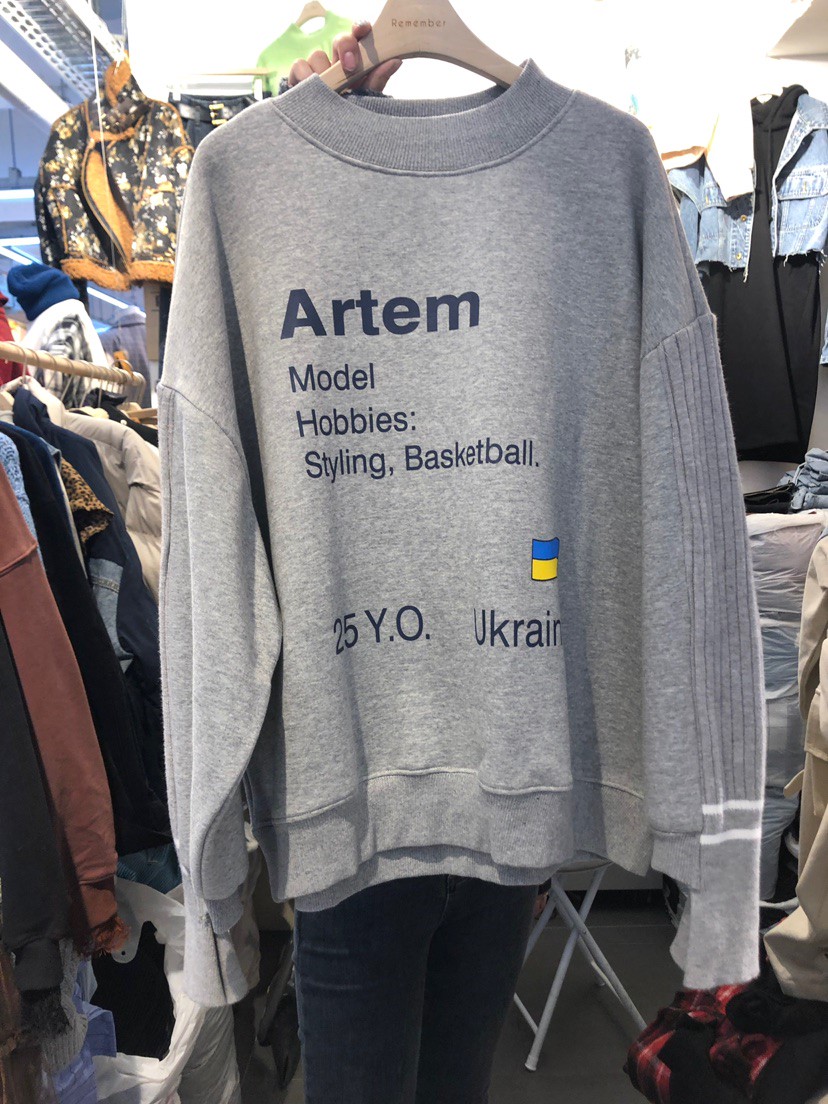 Remember
Artem
Model
Hobbies:
Styling, Basketball.
25 Y.O. Ukrain